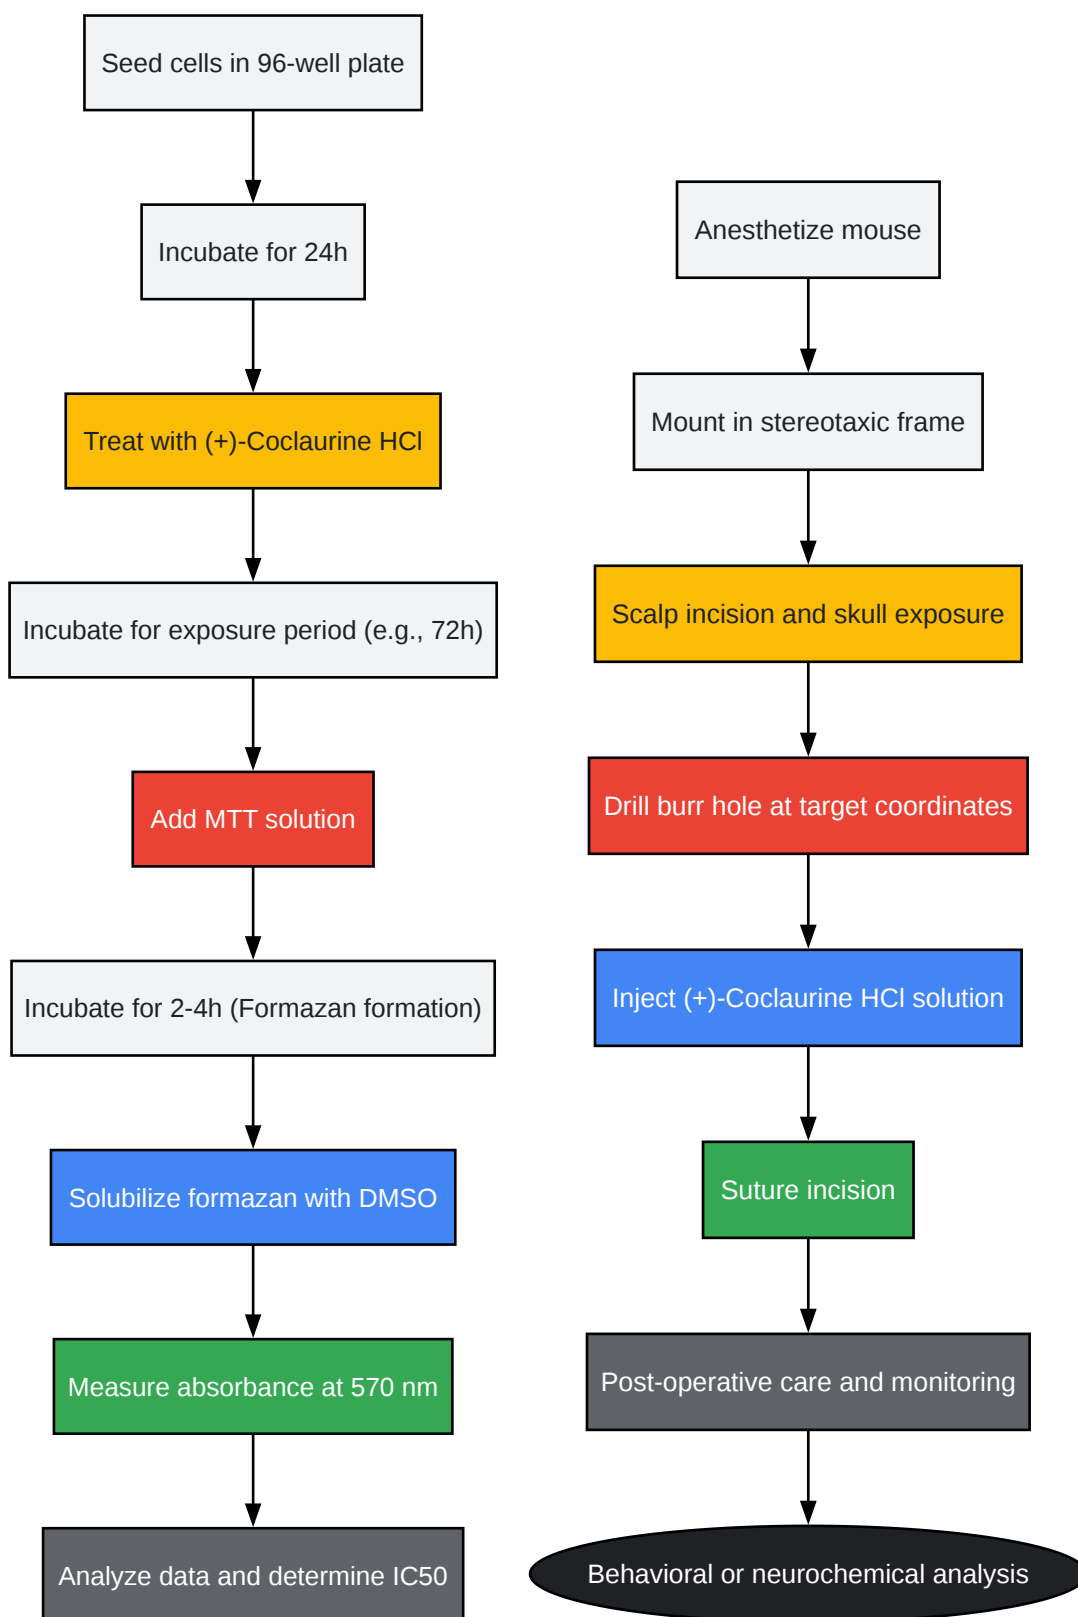 Seed cells in 96-well plate
Incubate for 24h
Treat with (+)-Coclaurine HCl
Incubate for exposure period (e.g., 72h)
Add MTT solution
Incubate for 2-4h (Formazan formation)
Solubilize formazan with DMSO
Measure absorbance at 570 nm
Analyze data and determine IC50
Anesthetize mouse
Mount in stereotaxic frame
Scalp incision and skull exposure
Drill burr hole at target coordinates
Inject (+)-Coclaurine HCl solution
Suture incision
Post-operative care and monitoring
Behavioral or neurochemical analysis